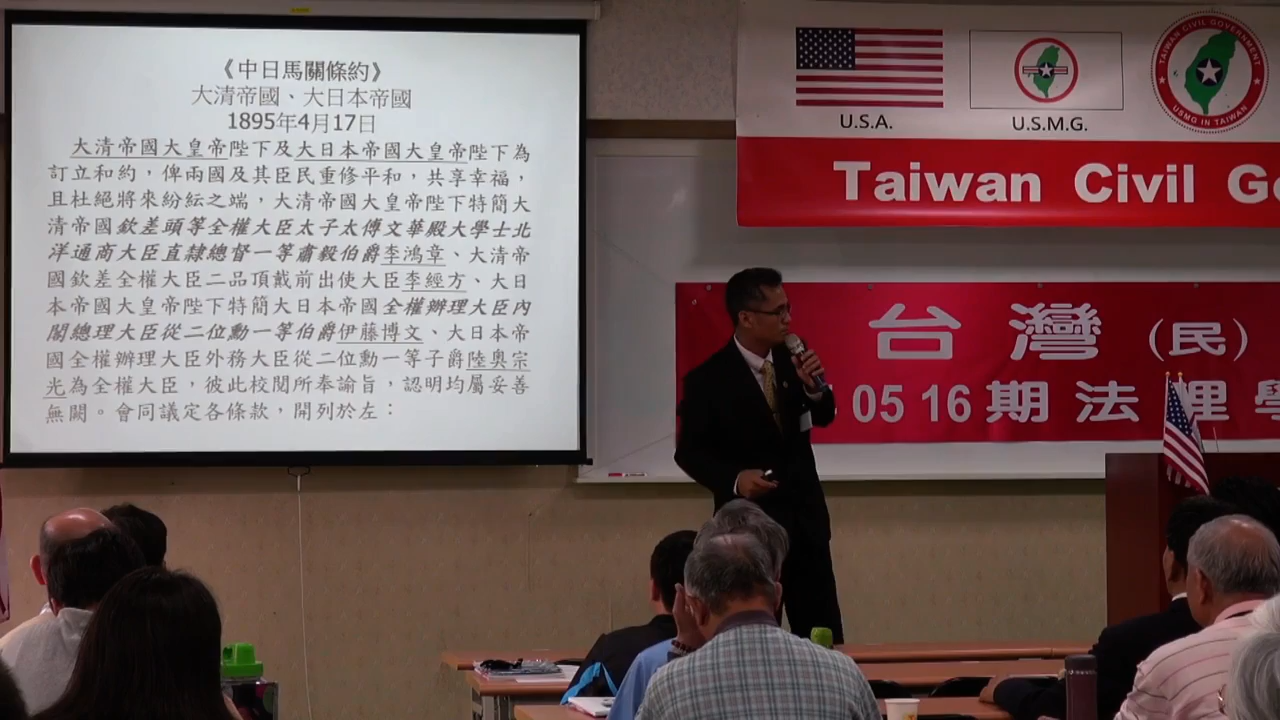 《中日馬關條約》
大清帝國、大日本帝國
1895年4月17日
大清帝國大皇帝陛下及大日本帝國大皇帝陛下為
訂立和約，俾兩國及其臣民重修平和，共享幸福，
且杜絕將來紛紜之端，大清帝國大皇帝陛下特簡大
清帝國欽差頭等全權大臣太子太傅文華殿大學士北
洋通商大臣直隸總督一等肅毅伯爵李鴻章、大清帝
國欽差全權大臣二品頂戴前出使大臣李經方、大日
本帝國大皇帝陛下特簡大日本帝國全權辦理大臣內
閣總理大臣從二位勳一等伯爵伊藤博文、大日本帝
國全權辦理大臣外務大臣從二位勳一等子爵陸奧宗
光為全權大臣，彼此校閱所奉諭旨，認明均屬妥善
無闕。會同議定各條款，開列於左：
U.S.A.
U.S.M.G.
TAIWAN CIVIL GOVERNMENT
USMG IN TAIWAN
Taiwan Civil Go
台灣(民)
05 16 期法理學